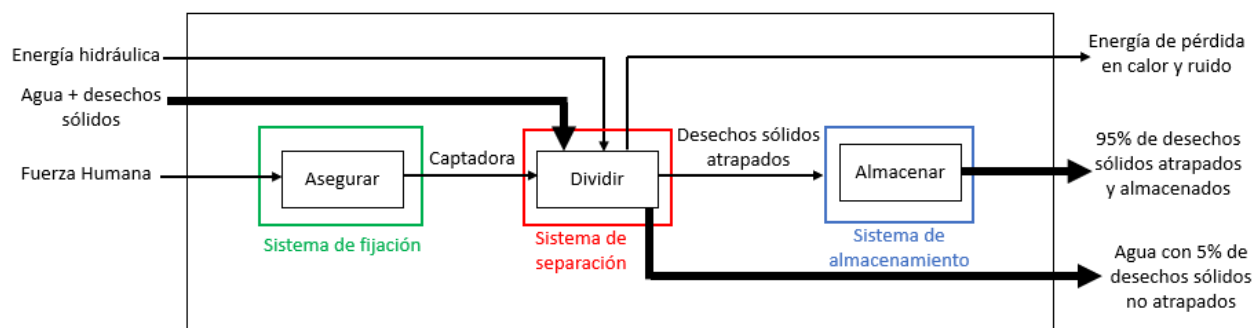 Energía hidráulica
Agua + desechos
sólidos
Fuerza Humana
Asegurar
Sistema de fijación
Captadora
Dividir
Sistema de
separación
Desechos sólidos
atrapados
Almacenar
Sistema de
almacenamiento
Energía de pérdida
en calor y ruido
95% de desechos
sólidos atrapados
y almacenados
Agua con 5% de
desechos sólidos
no atrapados